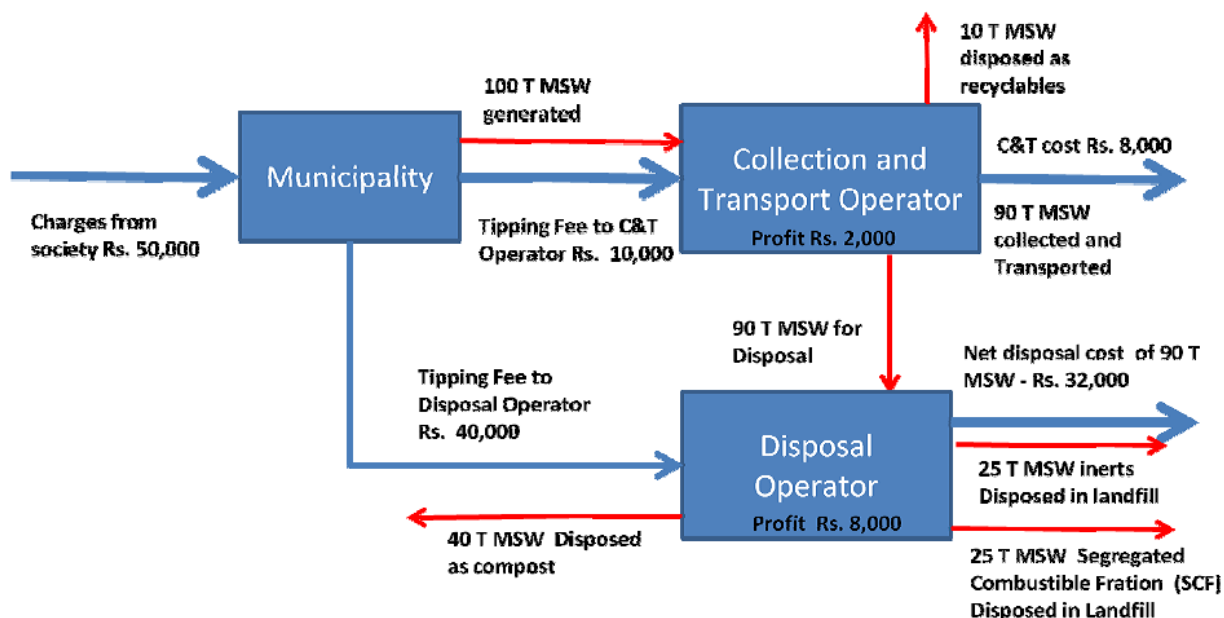 10 T MSW
disposed as
recyclables
100 T MSW
generated
Municipality
Collection and
Transport Operator
Profit Rs. 2,000
C&T cost Rs. 8,000
Charges from
society Rs. 50,000
Tipping Fee to C&T
Operator Rs. 10,000
90 T MSW
collected and
Transported
90 T MSW for
Disposal
Net disposal cost of 90 T
MSW - Rs. 32,000
Tipping Fee to
Disposal Operator
Rs. 40,000
Disposal
Operator
Profit Rs. 8,000
25 T MSW inerts
Disposed in landfill
40 T MSW Disposed
as compost
25 T MSW Segregated
Combustible Fration (SCF)
Disposed in Landfill